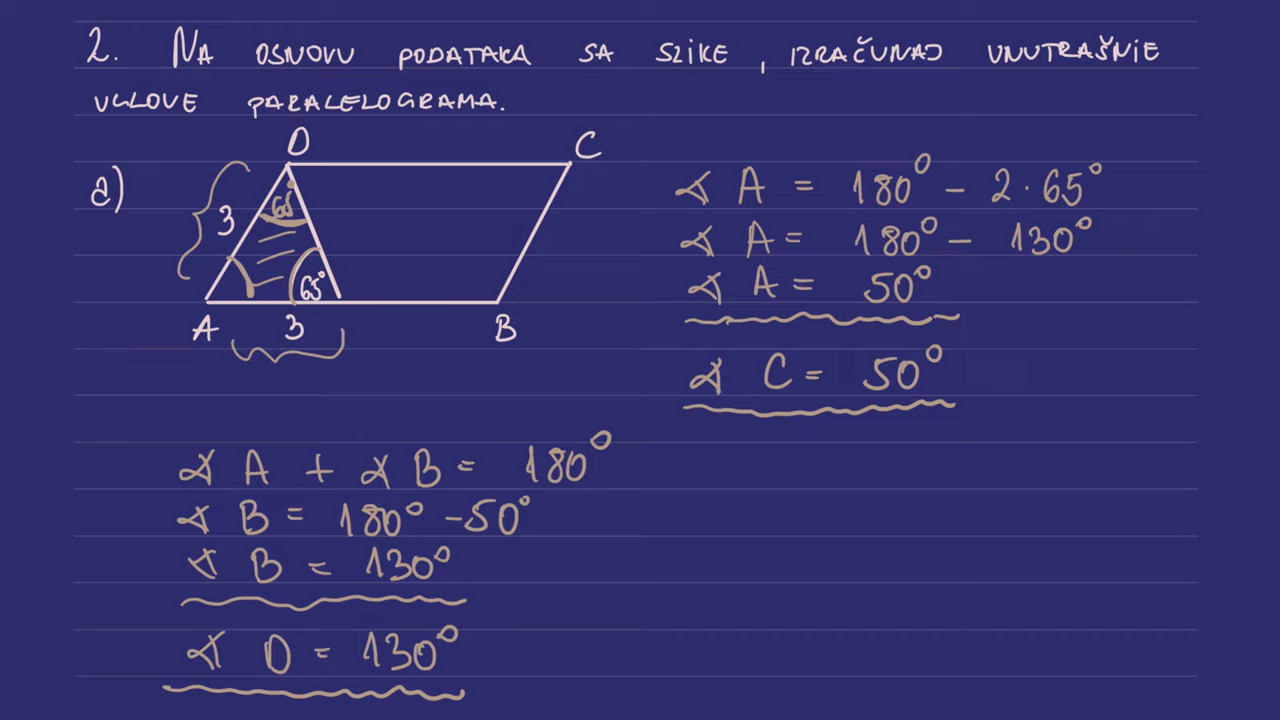 2. NA OSNOVU PODATAKA SA SLIKE, IZRAČUNAJ UNUTRAŠNJE
UGLOVE PARALELOGRAMA.
a)
D
C
3
65°
65°
A
3
B
∢ A = 180° - 2·65°
∢ A = 180° - 130°
∢ A = 50°
∢ C = 50°
∢ A + ∢ B = 180°
∢ B = 180° - 50°
∢ B = 130°
∢ D = 130°